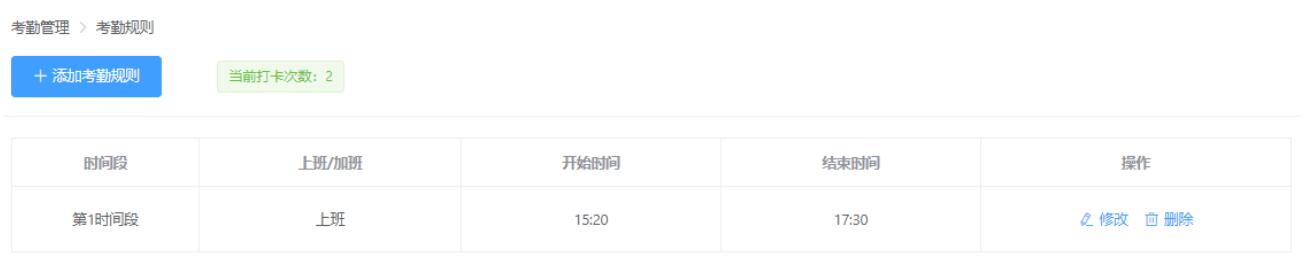 考勤管理 > 考勤规则
+ 添加考勤规则 当前打卡次数：2
时间段 上班/加班 开始时间 结束时间 操作
第1时间段 上班 15:20 17:30 修改 删除